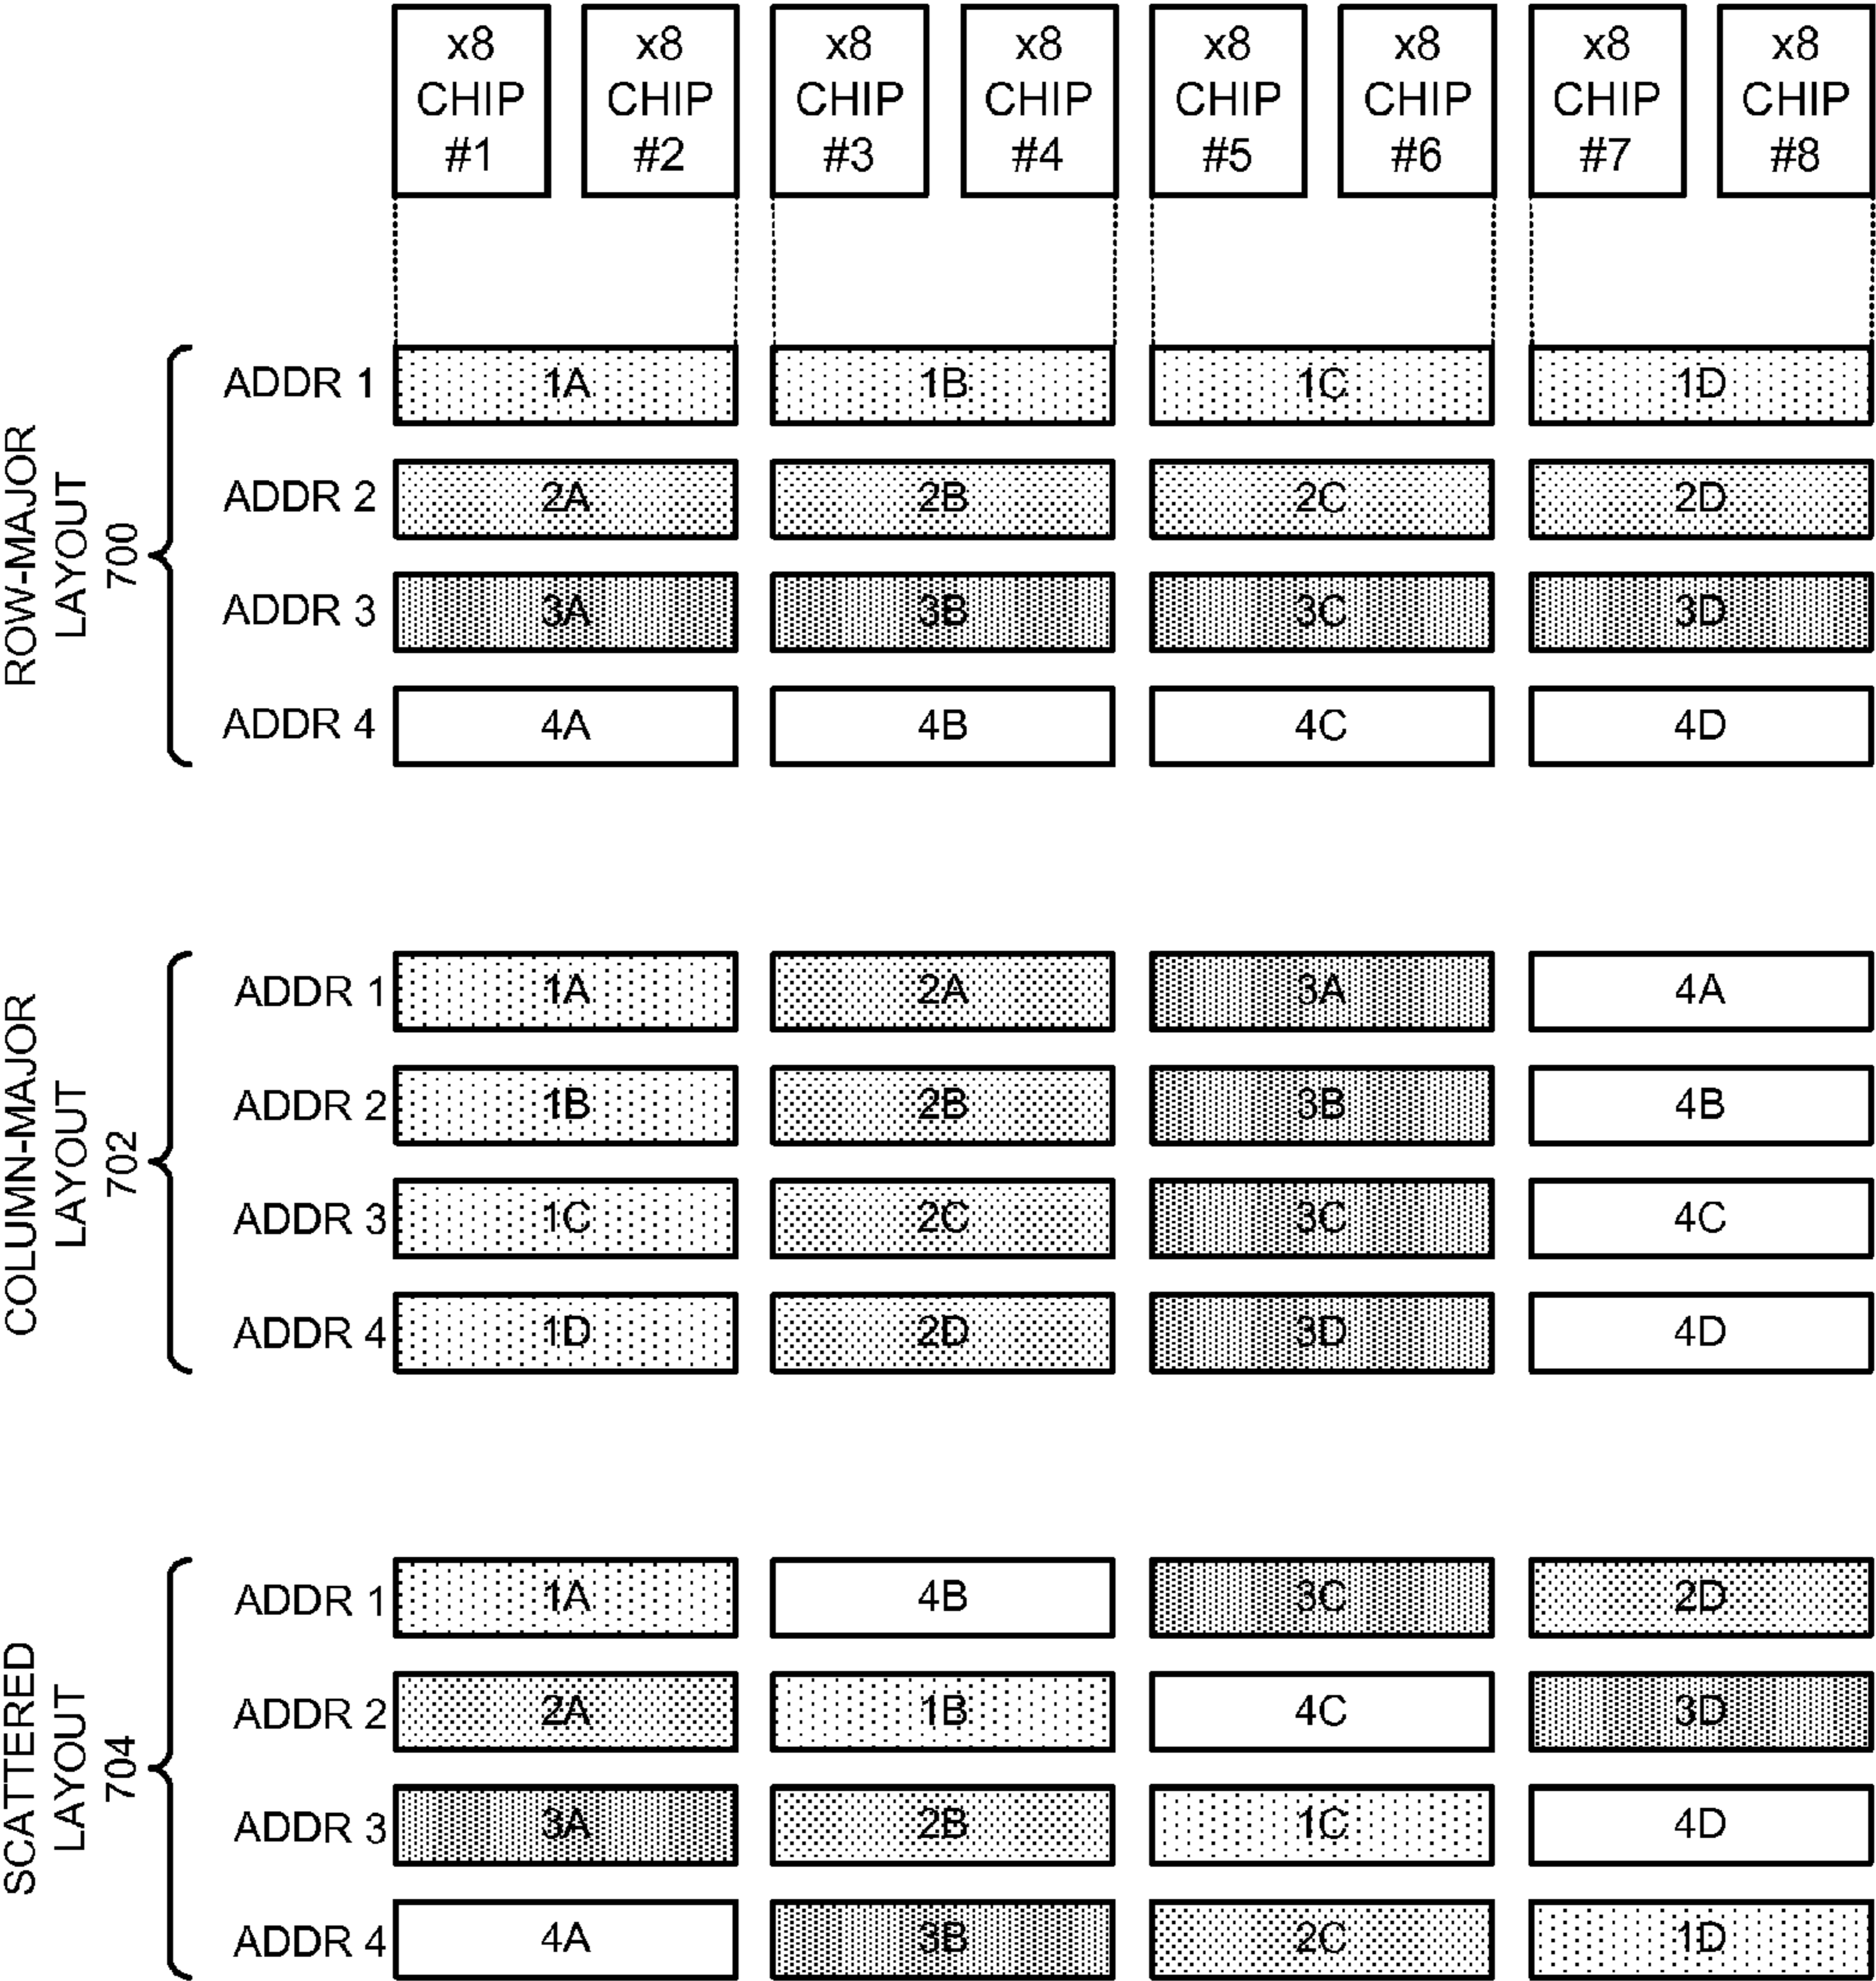 x8 CHIP #1
x8 CHIP #2
x8 CHIP #3
x8 CHIP #4
x8 CHIP #5
x8 CHIP #6
x8 CHIP #7
x8 CHIP #8
ROW-MAJOR
LAYOUT
700
ADDR 1 1A 1B 1C 1D
ADDR 2 2A 2B 2C 2D
ADDR 3 3A 3B 3C 3D
ADDR 4 4A 4B 4C 4D
COLUMN-MAJOR
LAYOUT
702
ADDR 1 1A 2A 3A 4A
ADDR 2 1B 2B 3B 4B
ADDR 3 1C 2C 3C 4C
ADDR 4 1D 2D 3D 4D
SCATTERED
LAYOUT
704
ADDR 1 1A 4B 3C 2D
ADDR 2 2A 1B 4C 3D
ADDR 3 3A 2B 1C 4D
ADDR 4 4A 3B 2C 1D